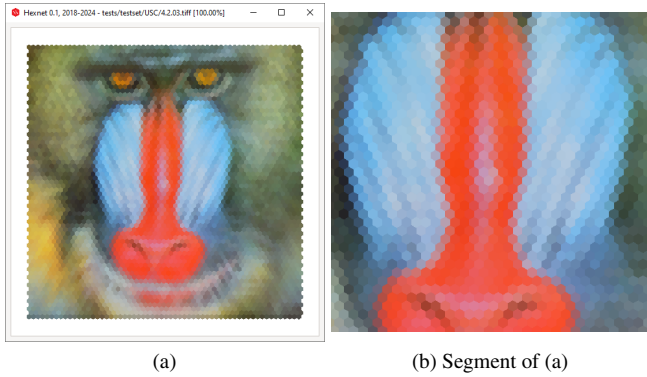 Hexnet 0.1, 2018-2024 - tests/testset/USC/4.2.03.tiff [100.00%]
(a)
(b) Segment of (a)